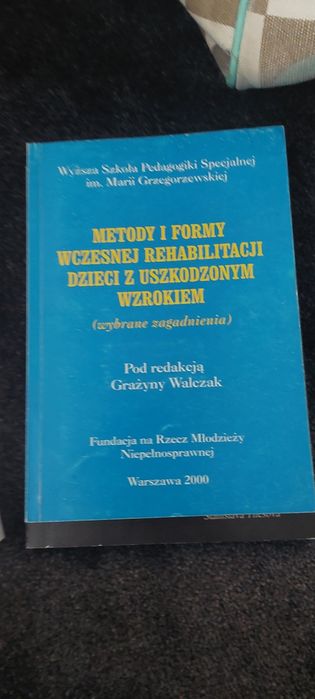 Wyższa Szkoła Pedagogiki Specjalnej
im. Marii Grzegorzewskiej
METODY I FORMY
WCZESNEJ REHABILITACJI
DZIECI Z USZKODZONYM
WZROKIEM
(wybrane zagadnienia)
Pod redakcją
Grażyny Walczak
Fundacja na Rzecz Młodzieży
Niepełnosprawnej
Warszawa 2000